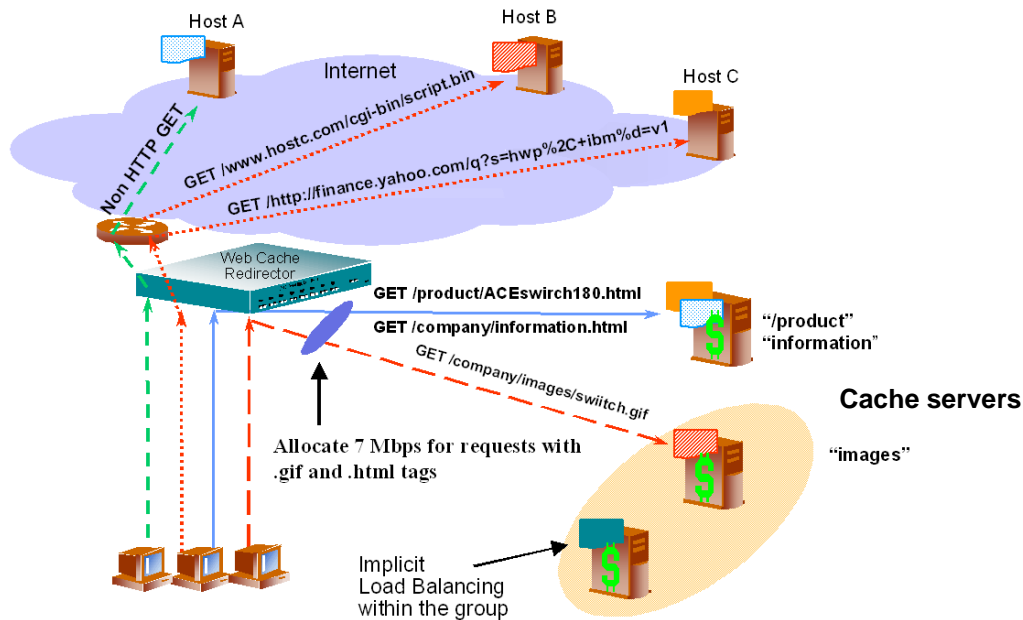 Host A
Host B
Host C
Internet
Non HTTP GET
GET /www.hostc.com/cgi-bin/script.bin
GET /http://finance.yahoo.com/q?s=hwp%2C+ibm%d=v1
Web Cache
Redirector
GET /product/ACEswirch180.html
GET /company/information.html
"/product"
"information"
GET /company/images/swiitch.gif
Cache servers
Allocate 7 Mbps for requests with
.gif and .html tags
"images"
$
$
$
Implicit
Load Balancing
within the group